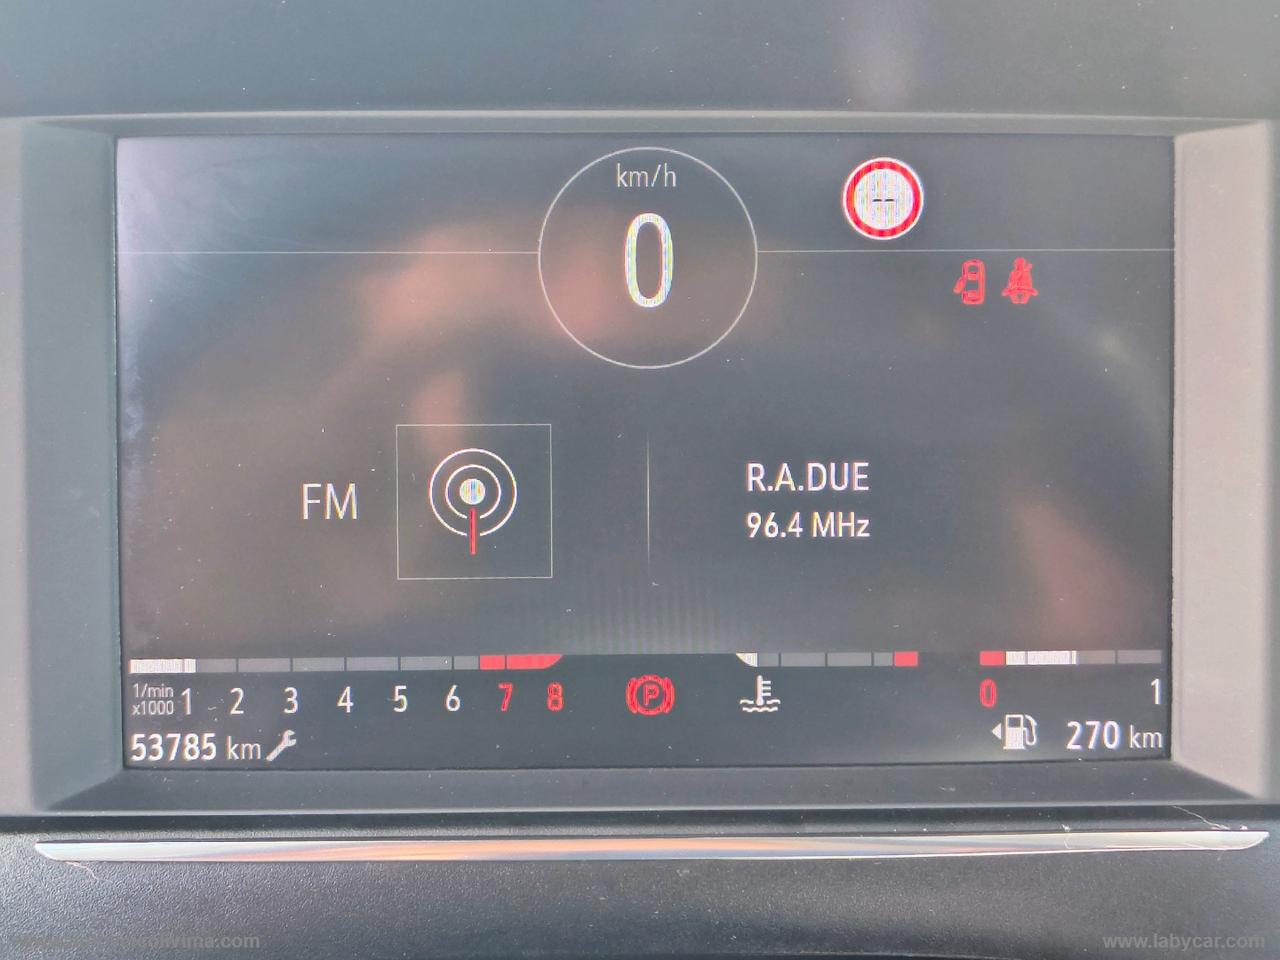 km/h
0
--
FM
R.A.DUE
96.4 MHz
1/min
x1000
1 2 3 4 5 6 7 8
P
0 1
53785 km
270 km
www.labycar.com